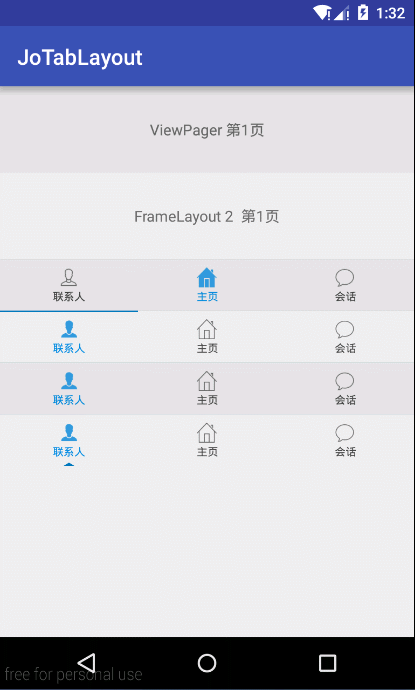 1:32
JoTabLayout
ViewPager 第1页
FrameLayout 2 第1页
联系人 主页 会话
联系人 主页 会话
联系人 主页 会话
联系人 主页 会话
free for personal use